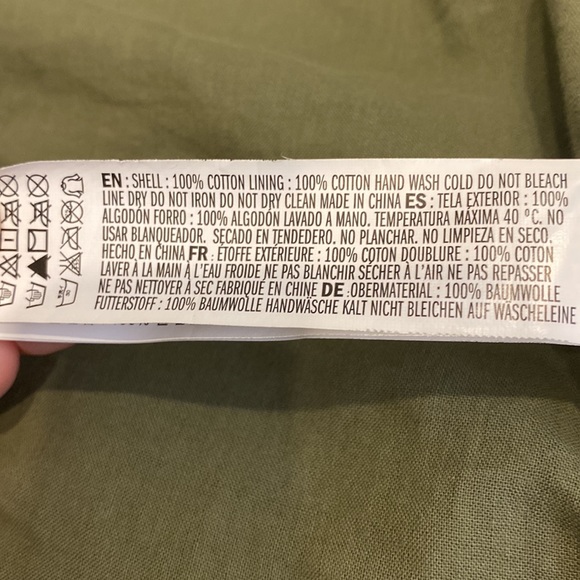 EN : SHELL : 100% COTTON LINING : 100% COTTON HAND WASH COLD DO NOT BLEACH
LINE DRY DO NOT IRON DO NOT DRY CLEAN MADE IN CHINA ES : TELA EXTERIOR : 100%
ALGODÓN FORRO : 100% ALGODÓN LAVADO A MANO. TEMPERATURA MÁXIMA 40 ºC. NO
USAR BLANQUEADOR. SECADO EN TENDEDERO. NO PLANCHAR. NO LIMPIEZA EN SECO.
HECHO EN CHINA FR : ÉTOFFE EXTÉRIEURE : 100% COTON DOUBLURE : 100% COTON
LAVER À LA MAIN À L'EAU FROIDE NE PAS BLANCHIR SÉCHER À L'AIR NE PAS REPASSER
NE PAS NETTOYER À SEC FABRIQUÉ EN CHINE DE : OBERMATERIAL : 100% BAUMWOLLE
FUTTERSTOFF : 100% BAUMWOLLE HANDWÄSCHE KALT NICHT BLEICHEN AUF WÄSCHELEINE